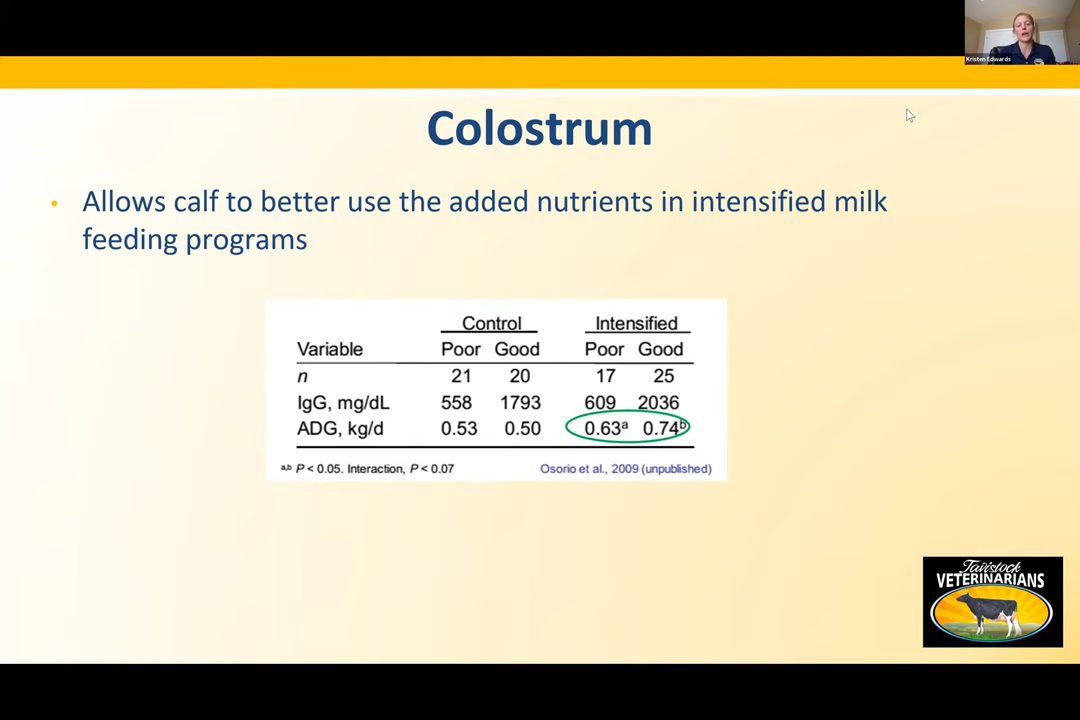 Kristen Edwards
Colostrum
• Allows calf to better use the added nutrients in intensified milk
feeding programs
Control Intensified
Variable Poor Good Poor Good
n 21 20 17 25
IgG, mg/dL 558 1793 609 2036
ADG, kg/d 0.53 0.50 0.63ᵃ 0.74ᵇ
ᵃ,ᵇ P < 0.05. Interaction, P < 0.07 Osorio et al., 2009 (unpublished)
Tavistock
VETERINARIANS